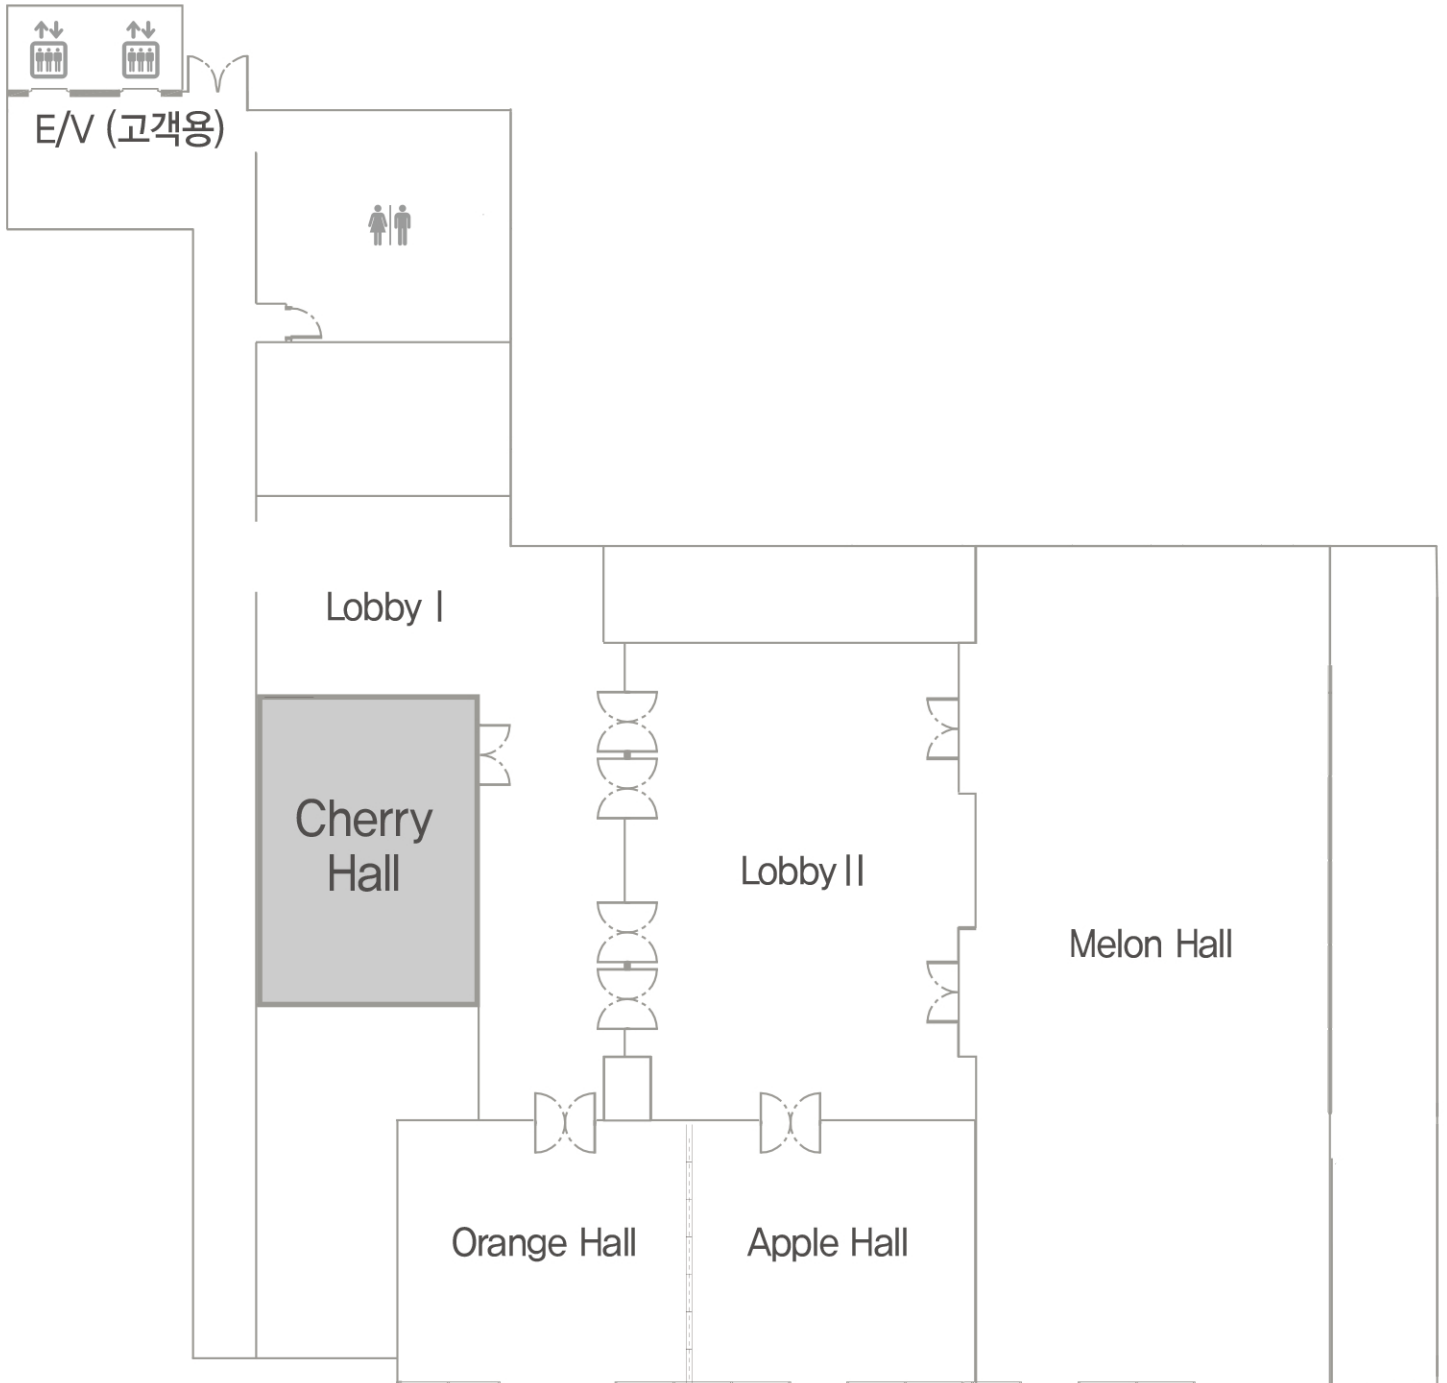 E/V (고객용)
Lobby I
Cherry
Hall
Lobby II
Melon Hall
Orange Hall
Apple Hall